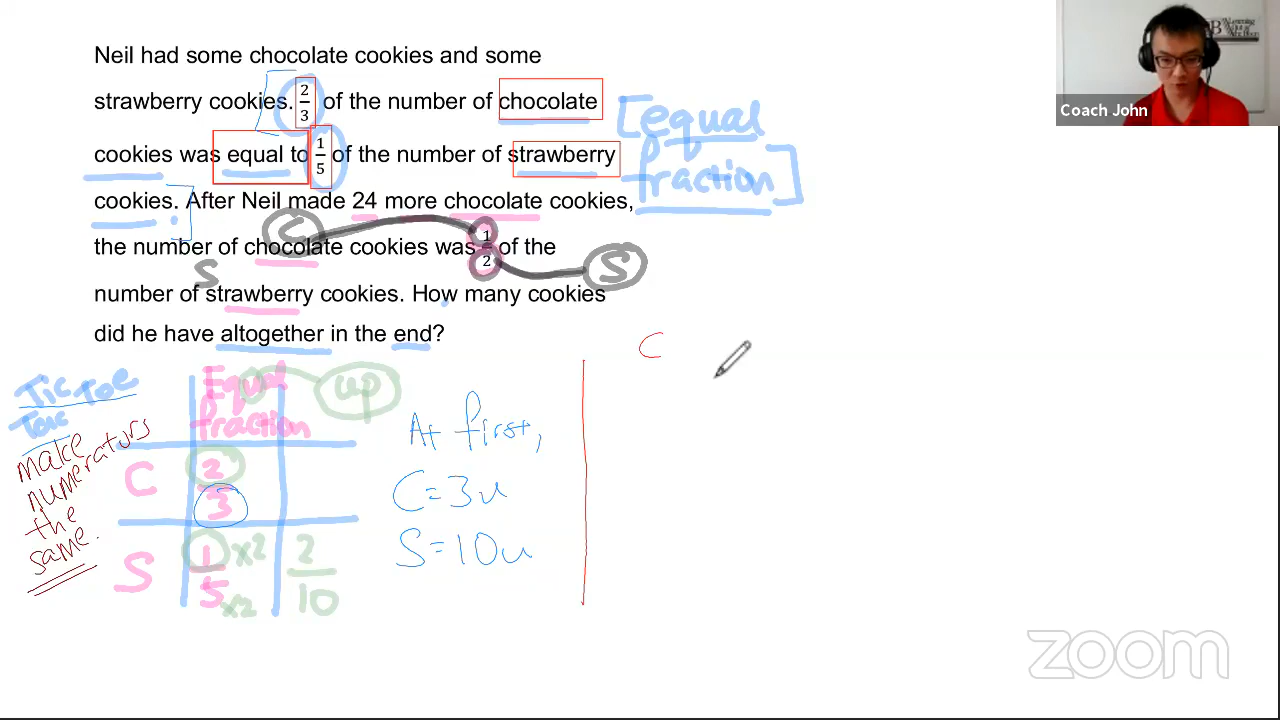 Neil had some chocolate cookies and some
strawberry cookies. 2/3 of the number of chocolate
cookies was equal to 1/5 of the number of strawberry
cookies. After Neil made 24 more chocolate cookies,
the number of chocolate cookies was 1/2 of the
number of strawberry cookies. How many cookies
did he have altogether in the end?
[equal
fraction]
C
S
S
Coach John
C
Tic Tac Toe
Equal
fraction
up
make
numerators
the
same.
C
2/3
S
1/5 x2
x2
2/10
At first,
C=3u
S=10u
zoom